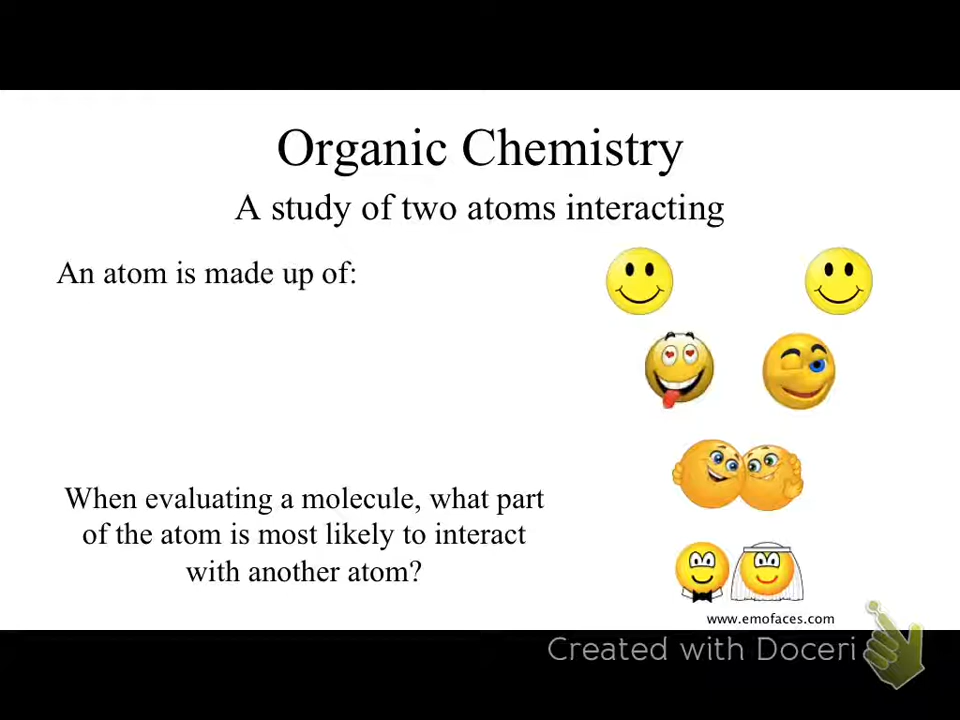 Organic Chemistry
A study of two atoms interacting
An atom is made up of:
When evaluating a molecule, what part
of the atom is most likely to interact
with another atom?
www.emofaces.com
Created with Doceri